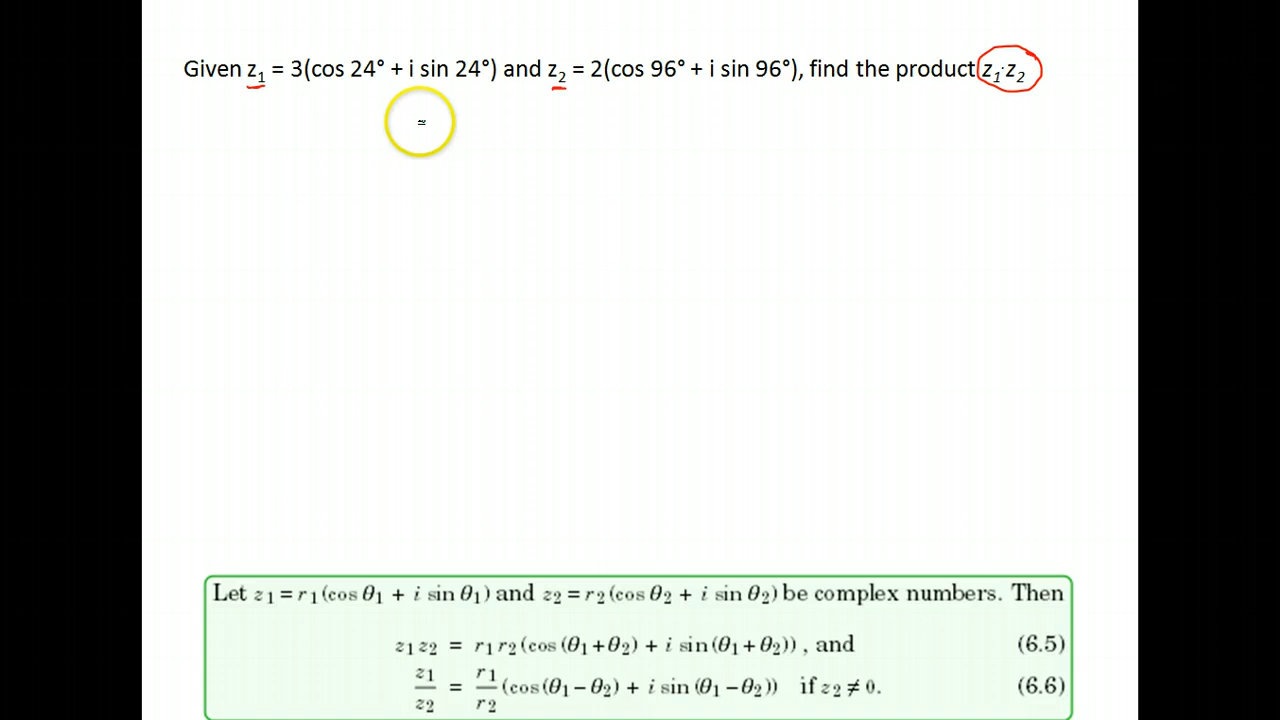 Given z₁ = 3(cos 24° + i sin 24°) and z₂ = 2(cos 96° + i sin 96°), find the product z₁·z₂
Let z₁ = r₁(cos θ₁ + i sin θ₁) and z₂ = r₂(cos θ₂ + i sin θ₂) be complex numbers. Then
z₁z₂ = r₁r₂(cos(θ₁+θ₂) + i sin(θ₁+θ₂)), and (6.5)
z₁/z₂ = r₁/r₂ (cos(θ₁−θ₂) + i sin(θ₁−θ₂)) if z₂ ≠ 0. (6.6)